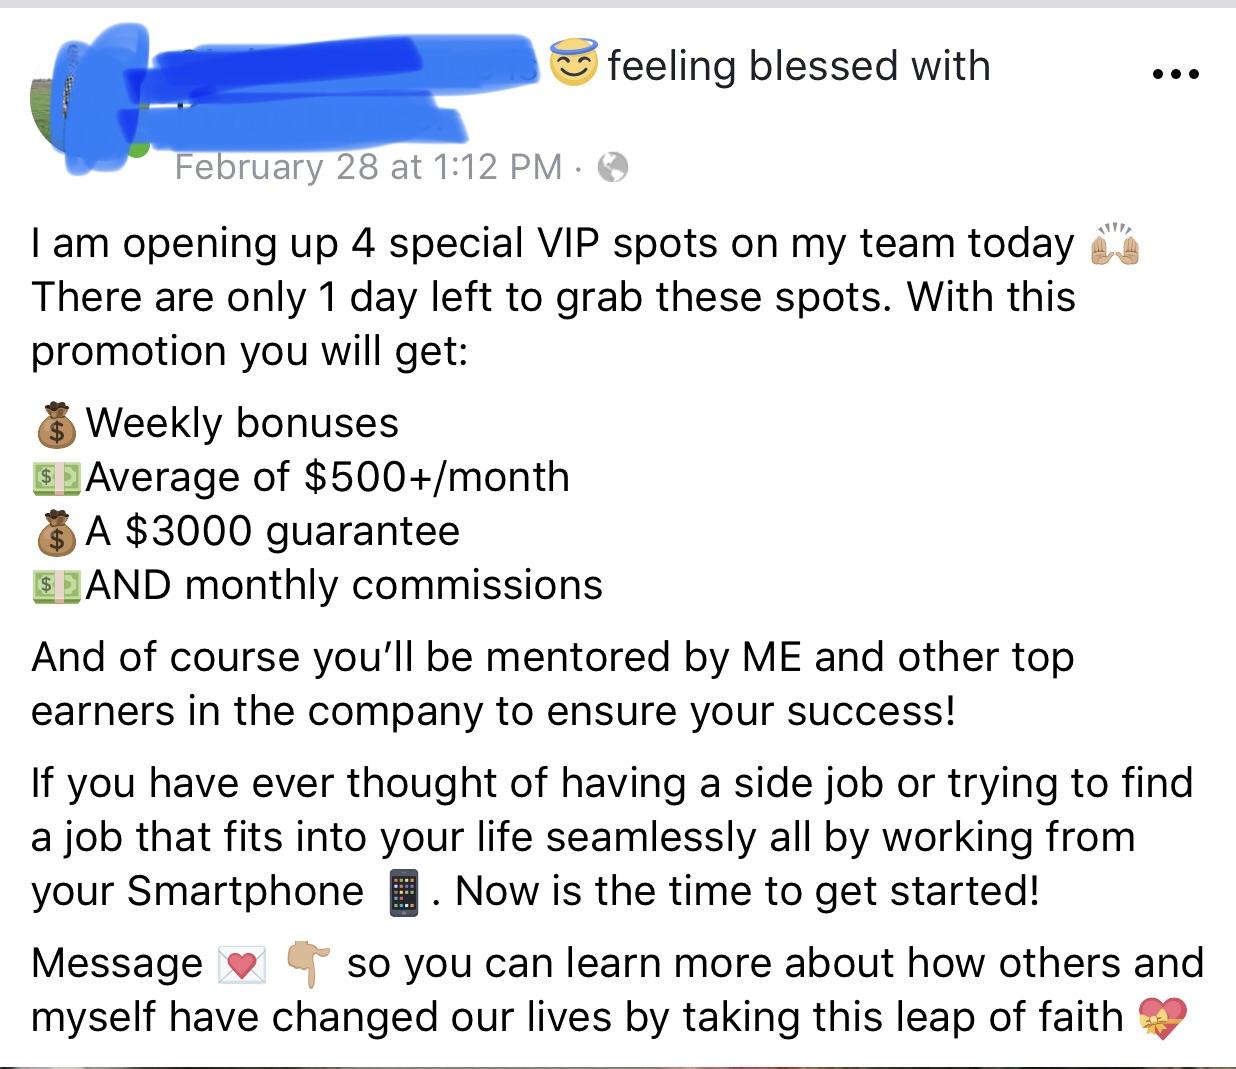 😇 feeling blessed with
February 28 at 1:12 PM ·
I am opening up 4 special VIP spots on my team today 🙌🏼
There are only 1 day left to grab these spots. With this
promotion you will get:
💰Weekly bonuses
💵Average of $500+/month
💰A $3000 guarantee
💵AND monthly commissions
And of course you’ll be mentored by ME and other top
earners in the company to ensure your success!
If you have ever thought of having a side job or trying to find
a job that fits into your life seamlessly all by working from
your Smartphone 📱. Now is the time to get started!
Message 💌 👇🏼 so you can learn more about how others and
myself have changed our lives by taking this leap of faith 💝